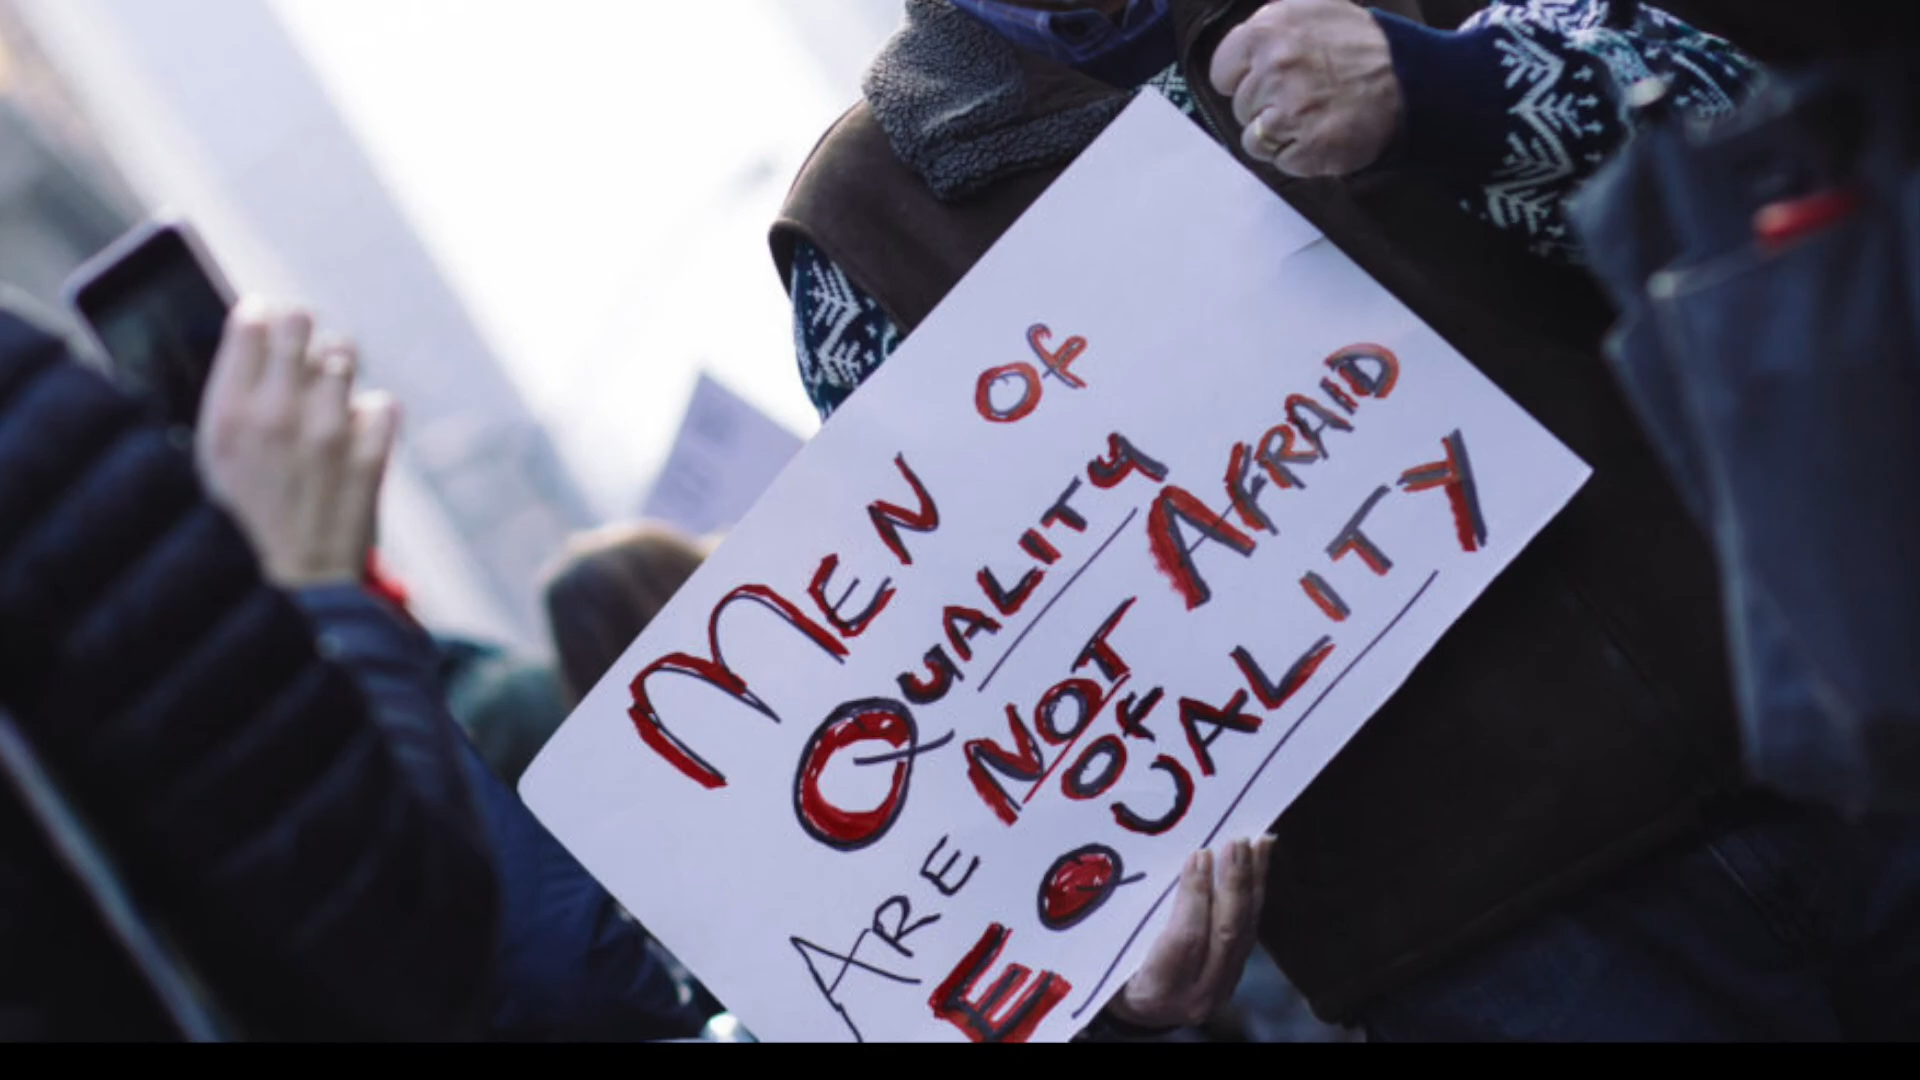 MEN OF
QUALITY
ARE NOT AFRAID
OF
EQUALITY